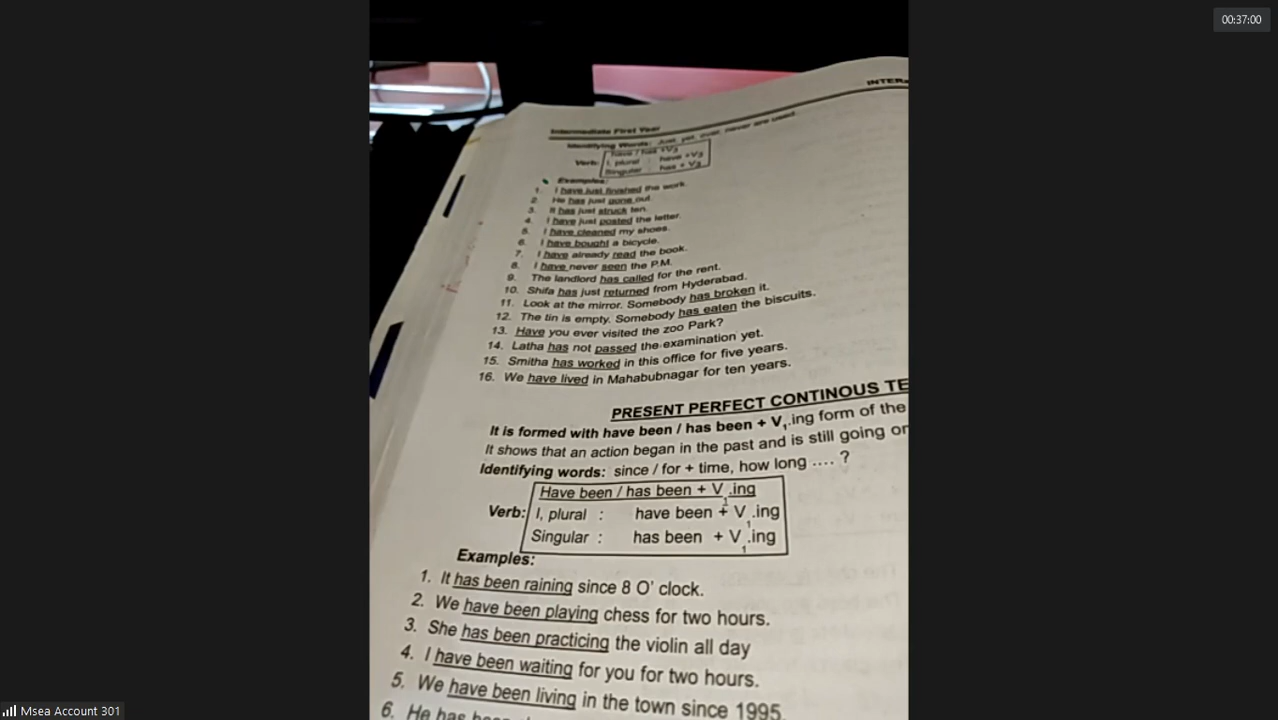 00:37:00
INTER
Intermediate First Year
Identifying Words: Just, yet, ever, never are used.
have / has +V3
Verb: I, plural : have +V3
Singular : has + V3
Examples:
1. I have just finished the work.
2. He has just gone out.
3. It has just struck ten.
4. I have just posted the letter.
5. I have cleaned my shoes.
6. I have bought a bicycle.
7. I have already read the book.
8. I have never seen the P.M.
9. The landlord has called for the rent.
10. Shifa has just returned from Hyderabad.
11. Look at the mirror. Somebody has broken it.
12. The tin is empty. Somebody has eaten the biscuits.
13. Have you ever visited the zoo Park?
14. Latha has not passed the examination yet.
15. Smitha has worked in this office for five years.
16. We have lived in Mahabubnagar for ten years.
PRESENT PERFECT CONTINOUS TE
It is formed with have been / has been + V1.ing form of the
It shows that an action began in the past and is still going or
Identifying words: since / for + time, how long .... ?
Have been / has been + V1.ing
Verb: I, plural : have been + V1.ing
Singular : has been + V1.ing
Examples:
1. It has been raining since 8 O' clock.
2. We have been playing chess for two hours.
3. She has been practicing the violin all day
4. I have been waiting for you for two hours.
5. We have been living in the town since 1995.
6. He has been
Msea Account 301